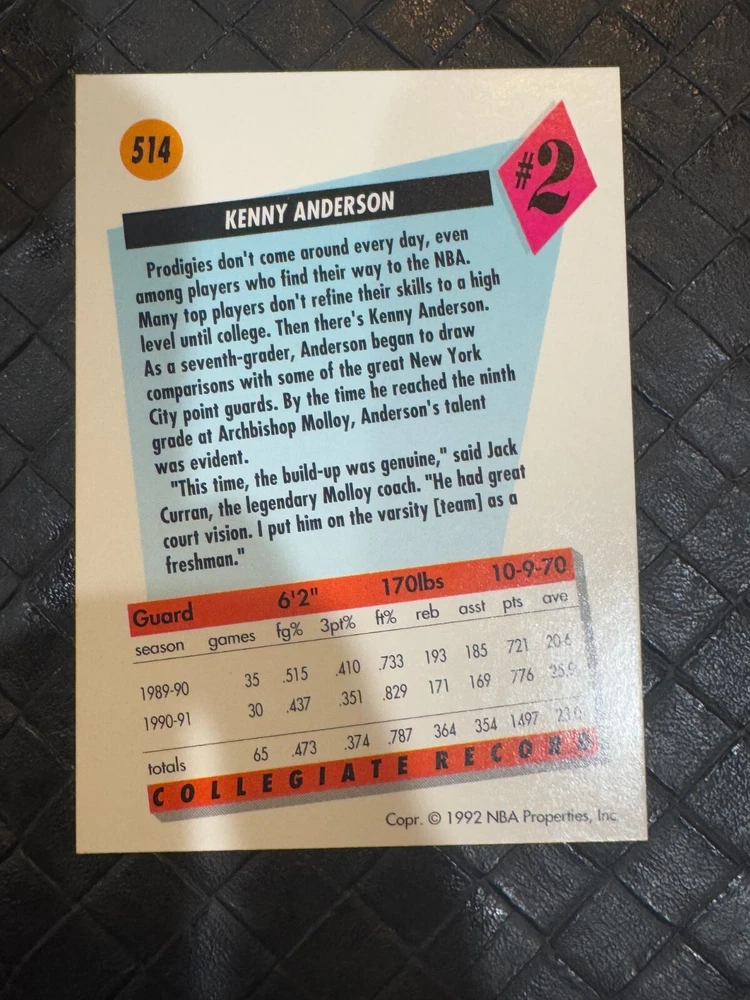 514
#2
KENNY ANDERSON
Prodigies don't come around every day, even
among players who find their way to the NBA.
Many top players don't refine their skills to a high
level until college. Then there's Kenny Anderson.
As a seventh-grader, Anderson began to draw
comparisons with some of the great New York
City point guards. By the time he reached the ninth
grade at Archbishop Molloy, Anderson's talent
was evident.
"This time, the build-up was genuine," said Jack
Curran, the legendary Molloy coach. "He had great
court vision. I put him on the varsity [team] as a
freshman."
Guard 6'2" 170lbs 10-9-70
season games fg% 3pt% ft% reb asst pts ave
1989-90 35 .515 .410 .733 193 185 721 20.6
1990-91 30 .437 .351 .829 171 169 776 25.9
totals 65 .473 .374 .787 364 354 1497 23.0
COLLEGIATE RECORD
Copr. © 1992 NBA Properties, Inc.